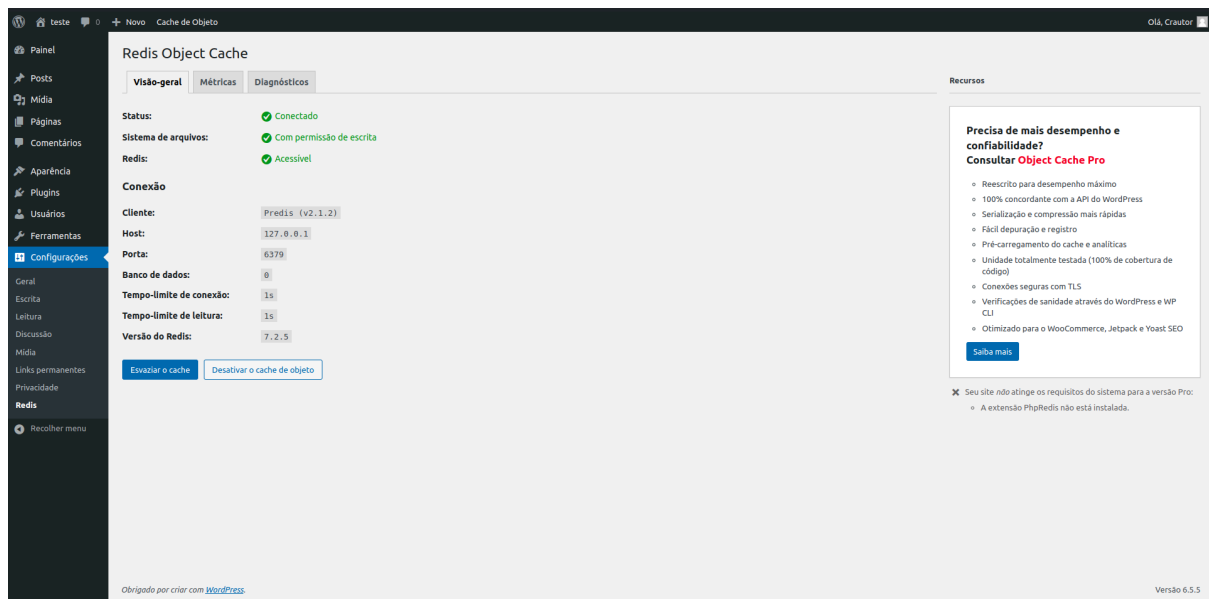 teste 0 Novo Cache de Objeto Olá, Crautor
Painel
Posts
Mídia
Páginas
Comentários
Aparência
Plugins
Usuários
Ferramentas
Configurações
Geral
Escrita
Leitura
Discussão
Mídia
Links permanentes
Privacidade
Redis
Recolher menu
Redis Object Cache
Visão-geral Métricas Diagnósticos
Status: Conectado
Sistema de arquivos: Com permissão de escrita
Redis: Acessível
Conexão
Cliente: Predis (v2.1.2)
Host: 127.0.0.1
Porta: 6379
Banco de dados: 0
Tempo-limite de conexão: 1s
Tempo-limite de leitura: 1s
Versão do Redis: 7.2.5
Esvaziar o cache Desativar o cache de objeto
Recursos
Precisa de mais desempenho e
confiabilidade?
Consultar Object Cache Pro
Reescrito para desempenho máximo
100% concordante com a API do WordPress
Serialização e compressão mais rápidas
Fácil depuração e registro
Pré-carregamento do cache e analíticas
Unidade totalmente testada (100% de cobertura de
código)
Conexões seguras com TLS
Verificações de sanidade através do WordPress e WP
CLI
Otimizado para o WooCommerce, Jetpack e Yoast SEO
Saiba mais
Seu site não atinge os requisitos do sistema para a versão Pro:
A extensão PhpRedis não está instalada.
Obrigado por criar com WordPress.
Versão 6.5.5